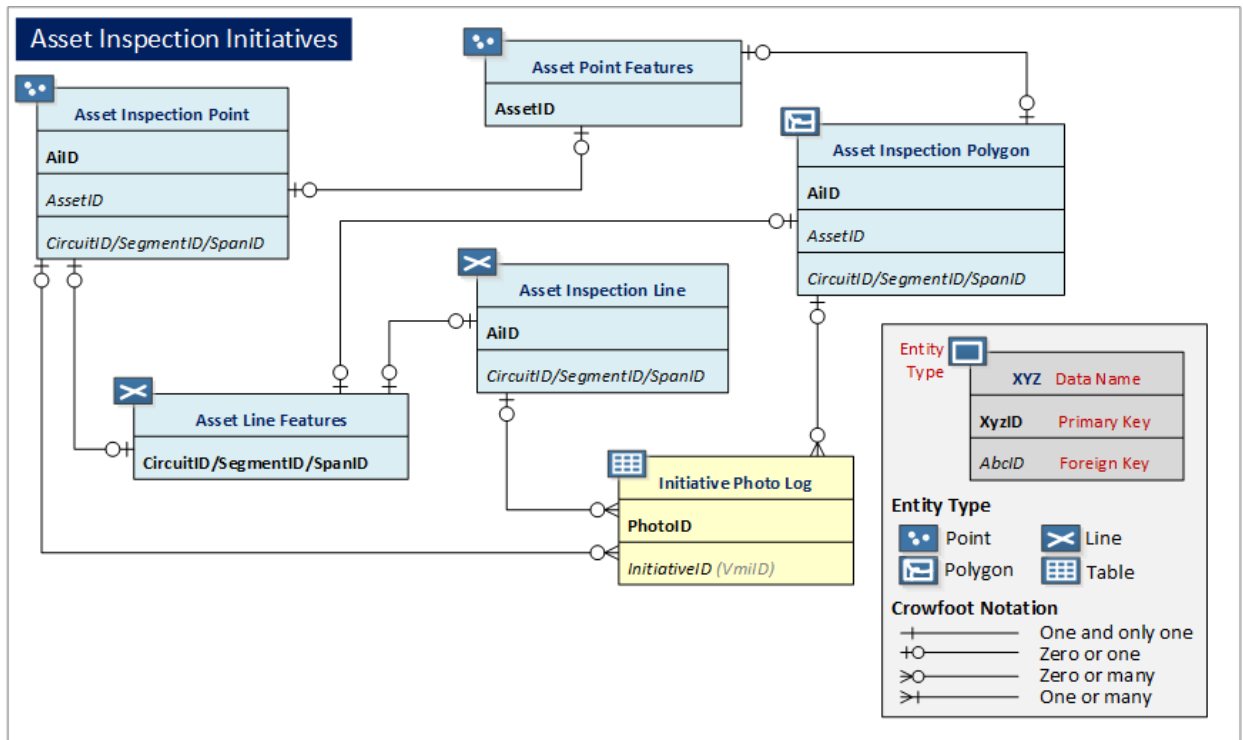 Asset Inspection Initiatives
Asset Point Features
AssetID
Asset Inspection Point
AiID
AssetID
CircuitID/SegmentID/SpanID
Asset Inspection Polygon
AiID
AssetID
CircuitID/SegmentID/SpanID
Asset Inspection Line
AiID
CircuitID/SegmentID/SpanID
Asset Line Features
CircuitID/SegmentID/SpanID
Initiative Photo Log
PhotoID
InitiativeID (VmiID)
Entity
Type
XYZ Data Name
XyzID Primary Key
AbcID Foreign Key
Entity Type
Point Line
Polygon Table
Crowfoot Notation
One and only one
Zero or one
Zero or many
One or many